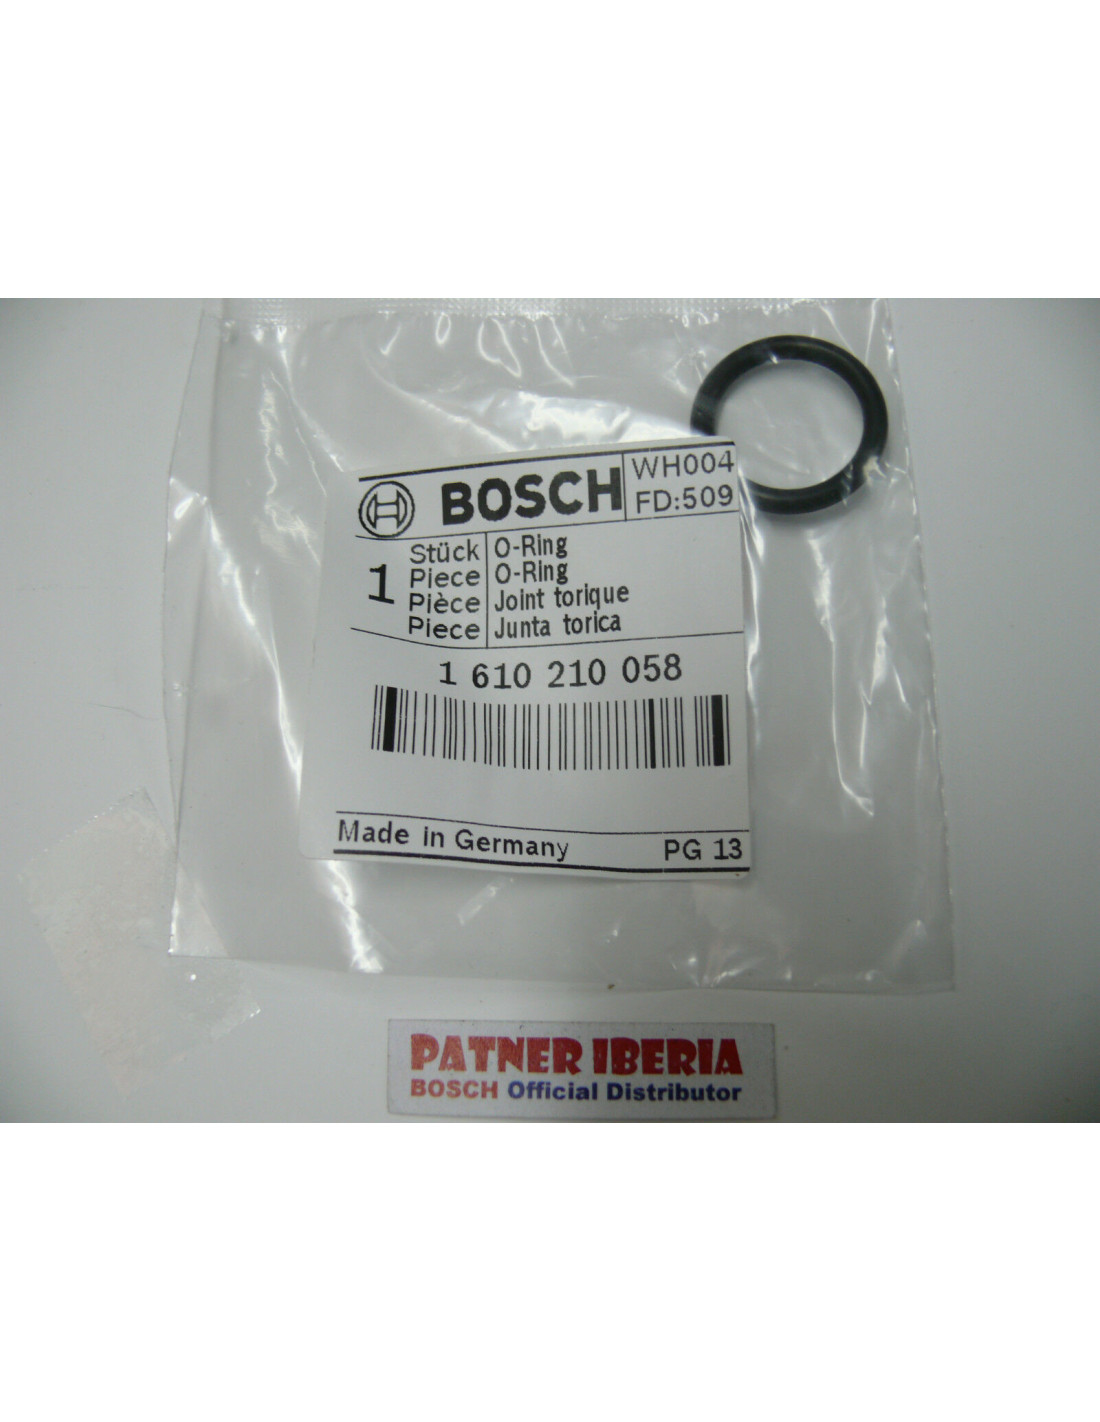 BOSCH
WH004
FD:509
1
Stück O-Ring
Piece O-Ring
Pièce Joint torique
Piece Junta torica
1 610 210 058
Made in Germany PG 13
PATNER IBERIA
BOSCH Official Distributor